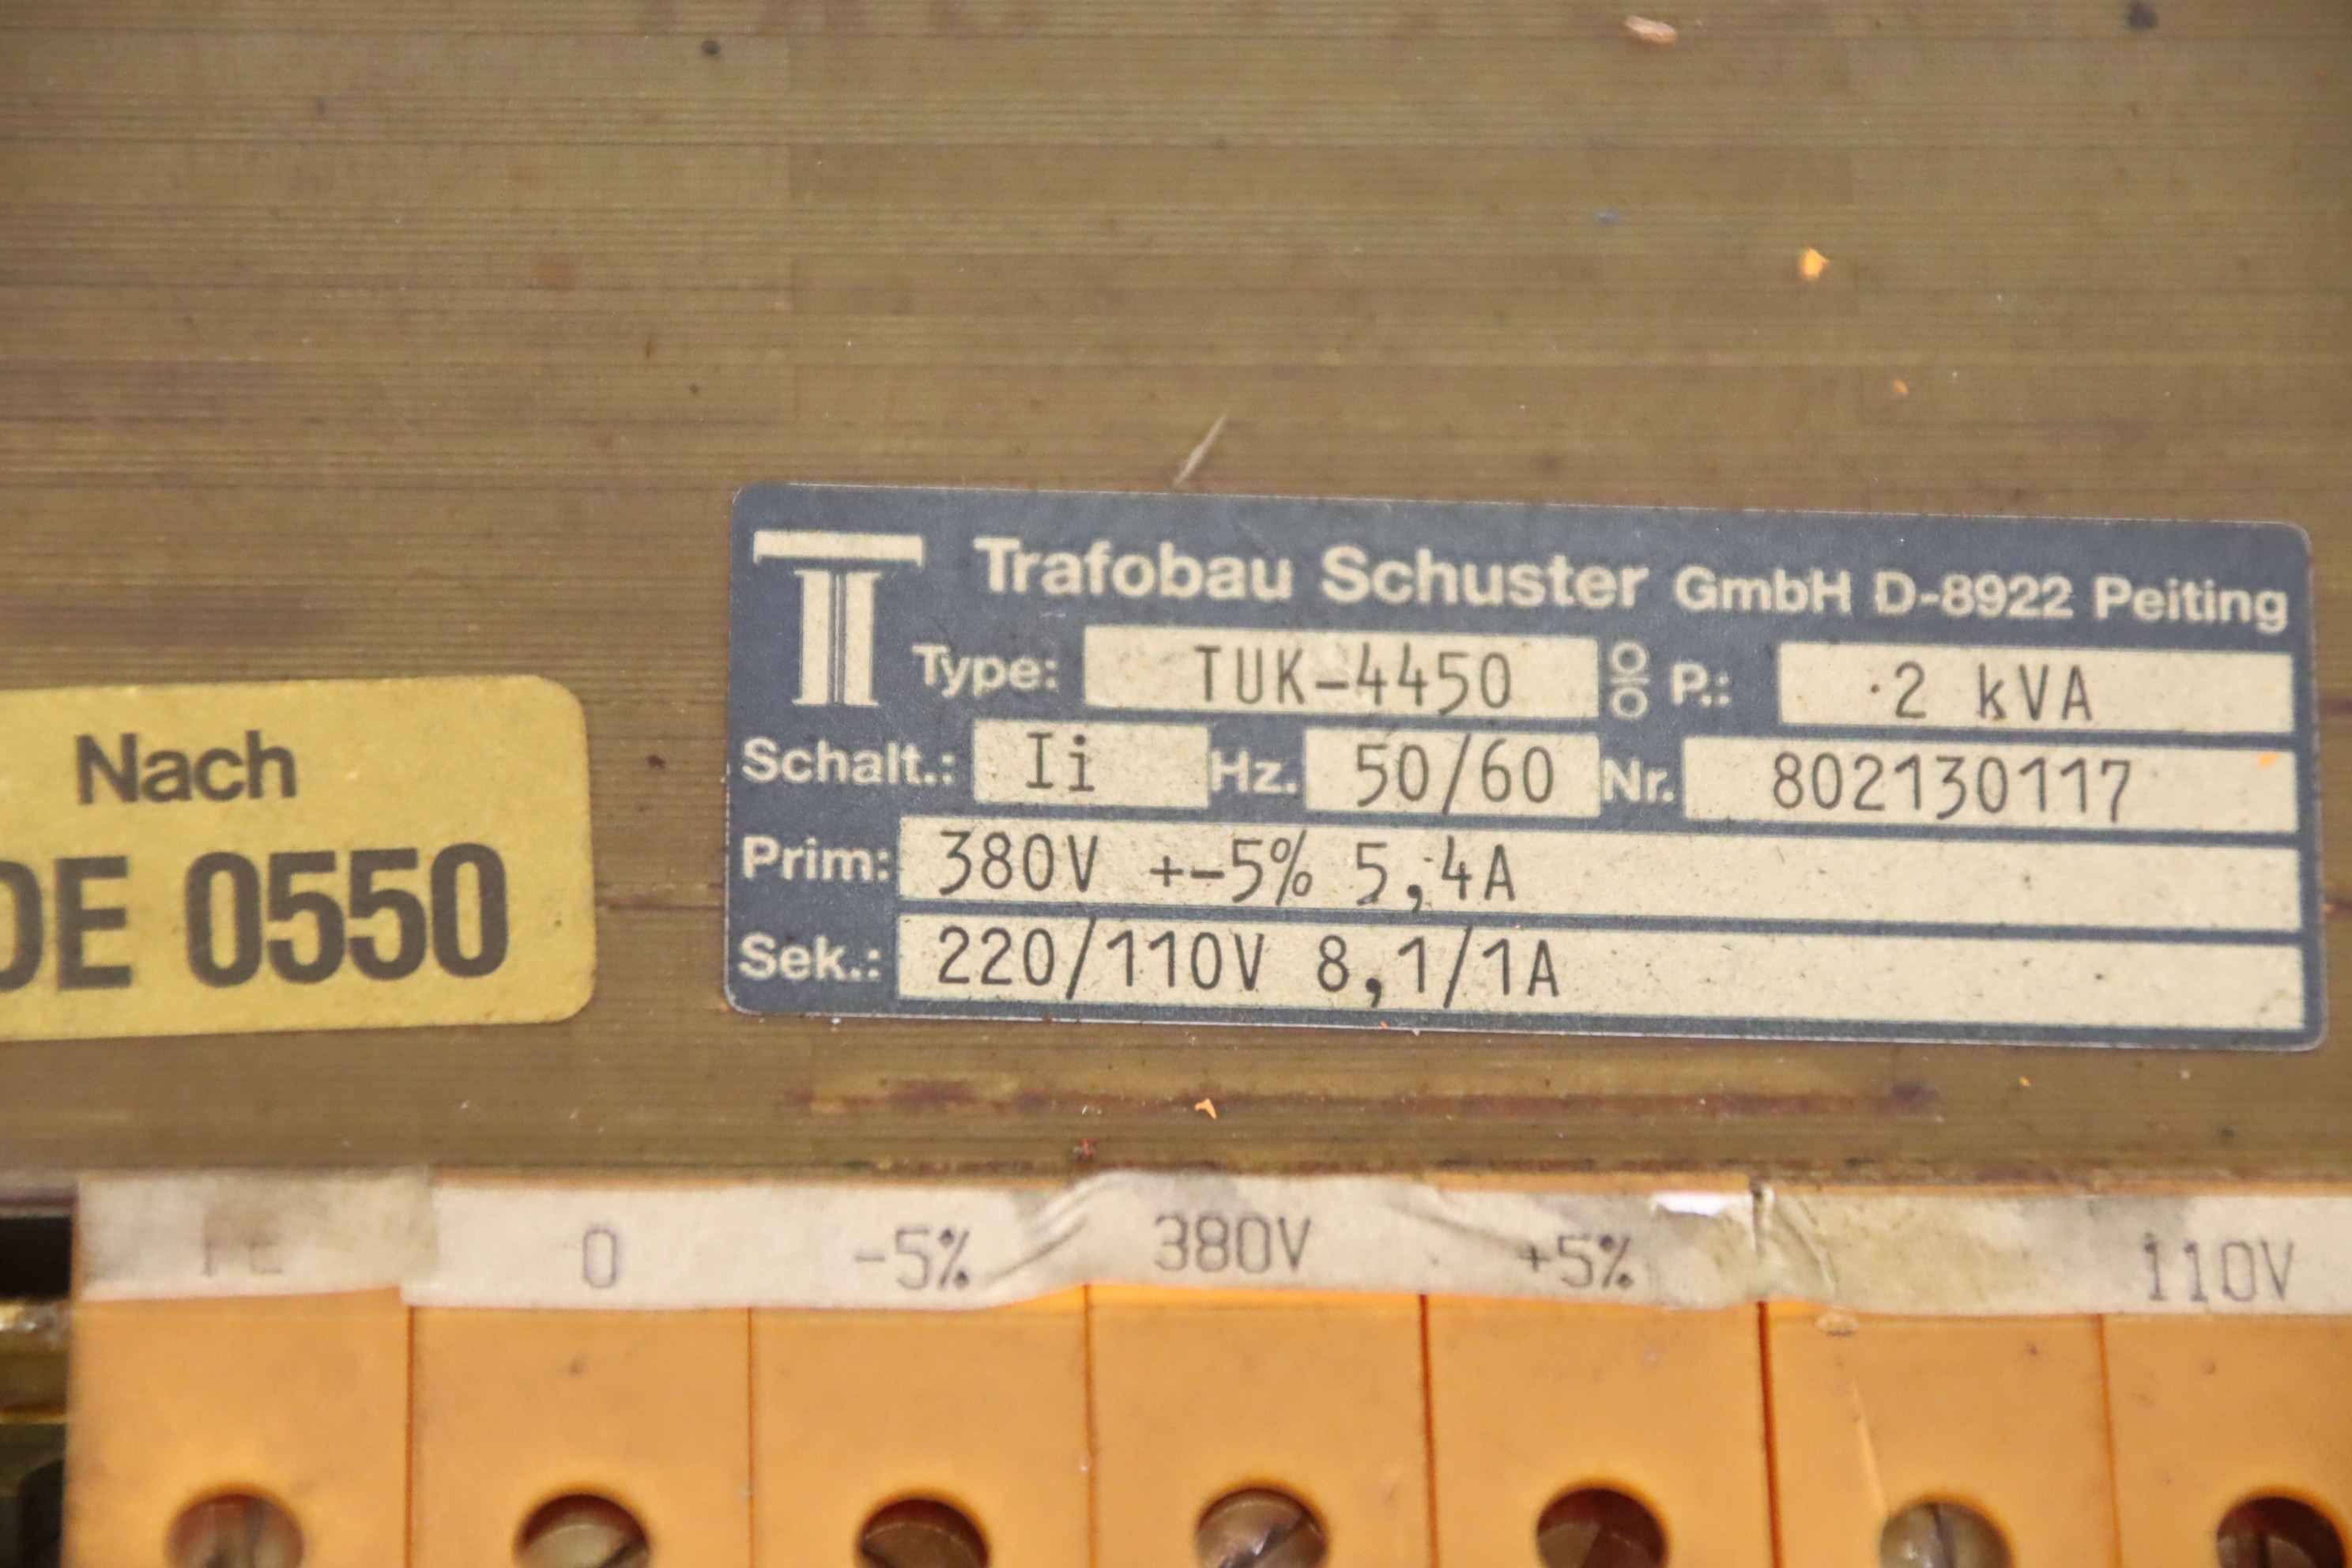 Trafobau Schuster GmbH D-8922 Peiting
Type: TUK-4450 P.: 2 kVA
Schalt.: Ii Hz. 50/60 Nr. 802130117
Prim: 380V +-5% 5,4A
Sek.: 220/110V 8,1/1A
Nach
DE 0550
0 -5% 380V +5% 110V